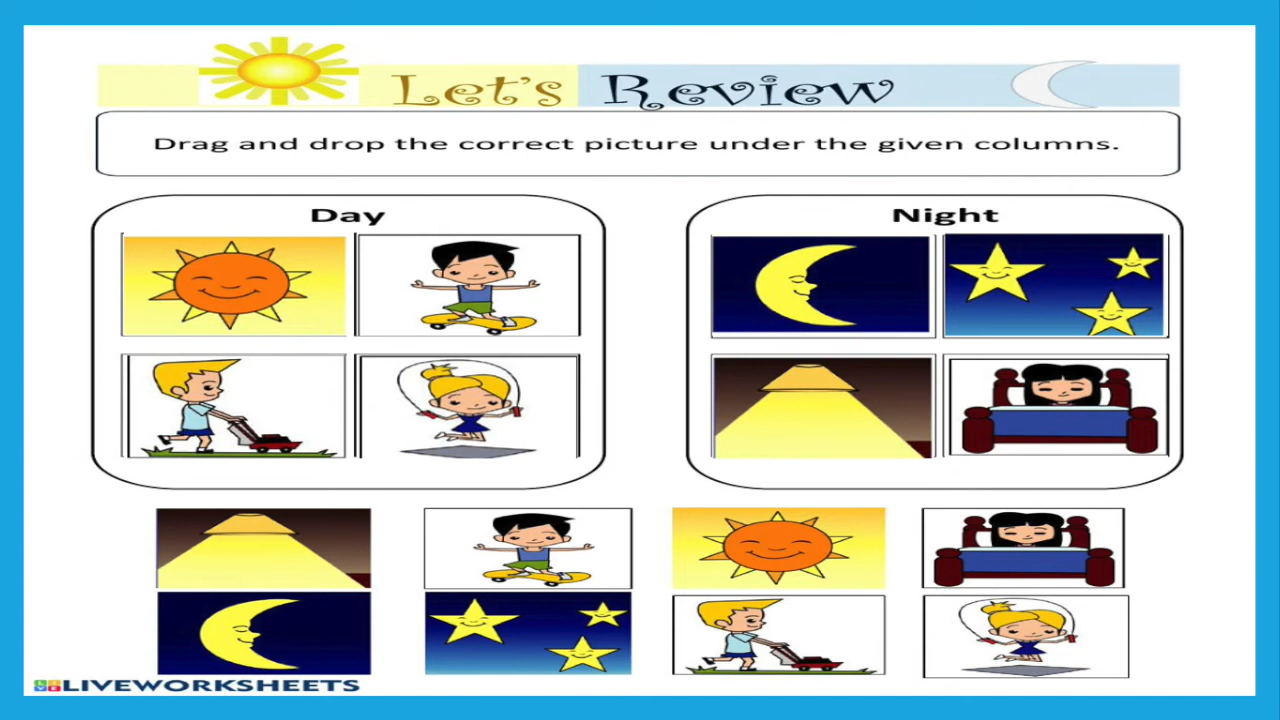 Let's Review
Drag and drop the correct picture under the given columns.
Day
Night
LIVEWORKSHEETS